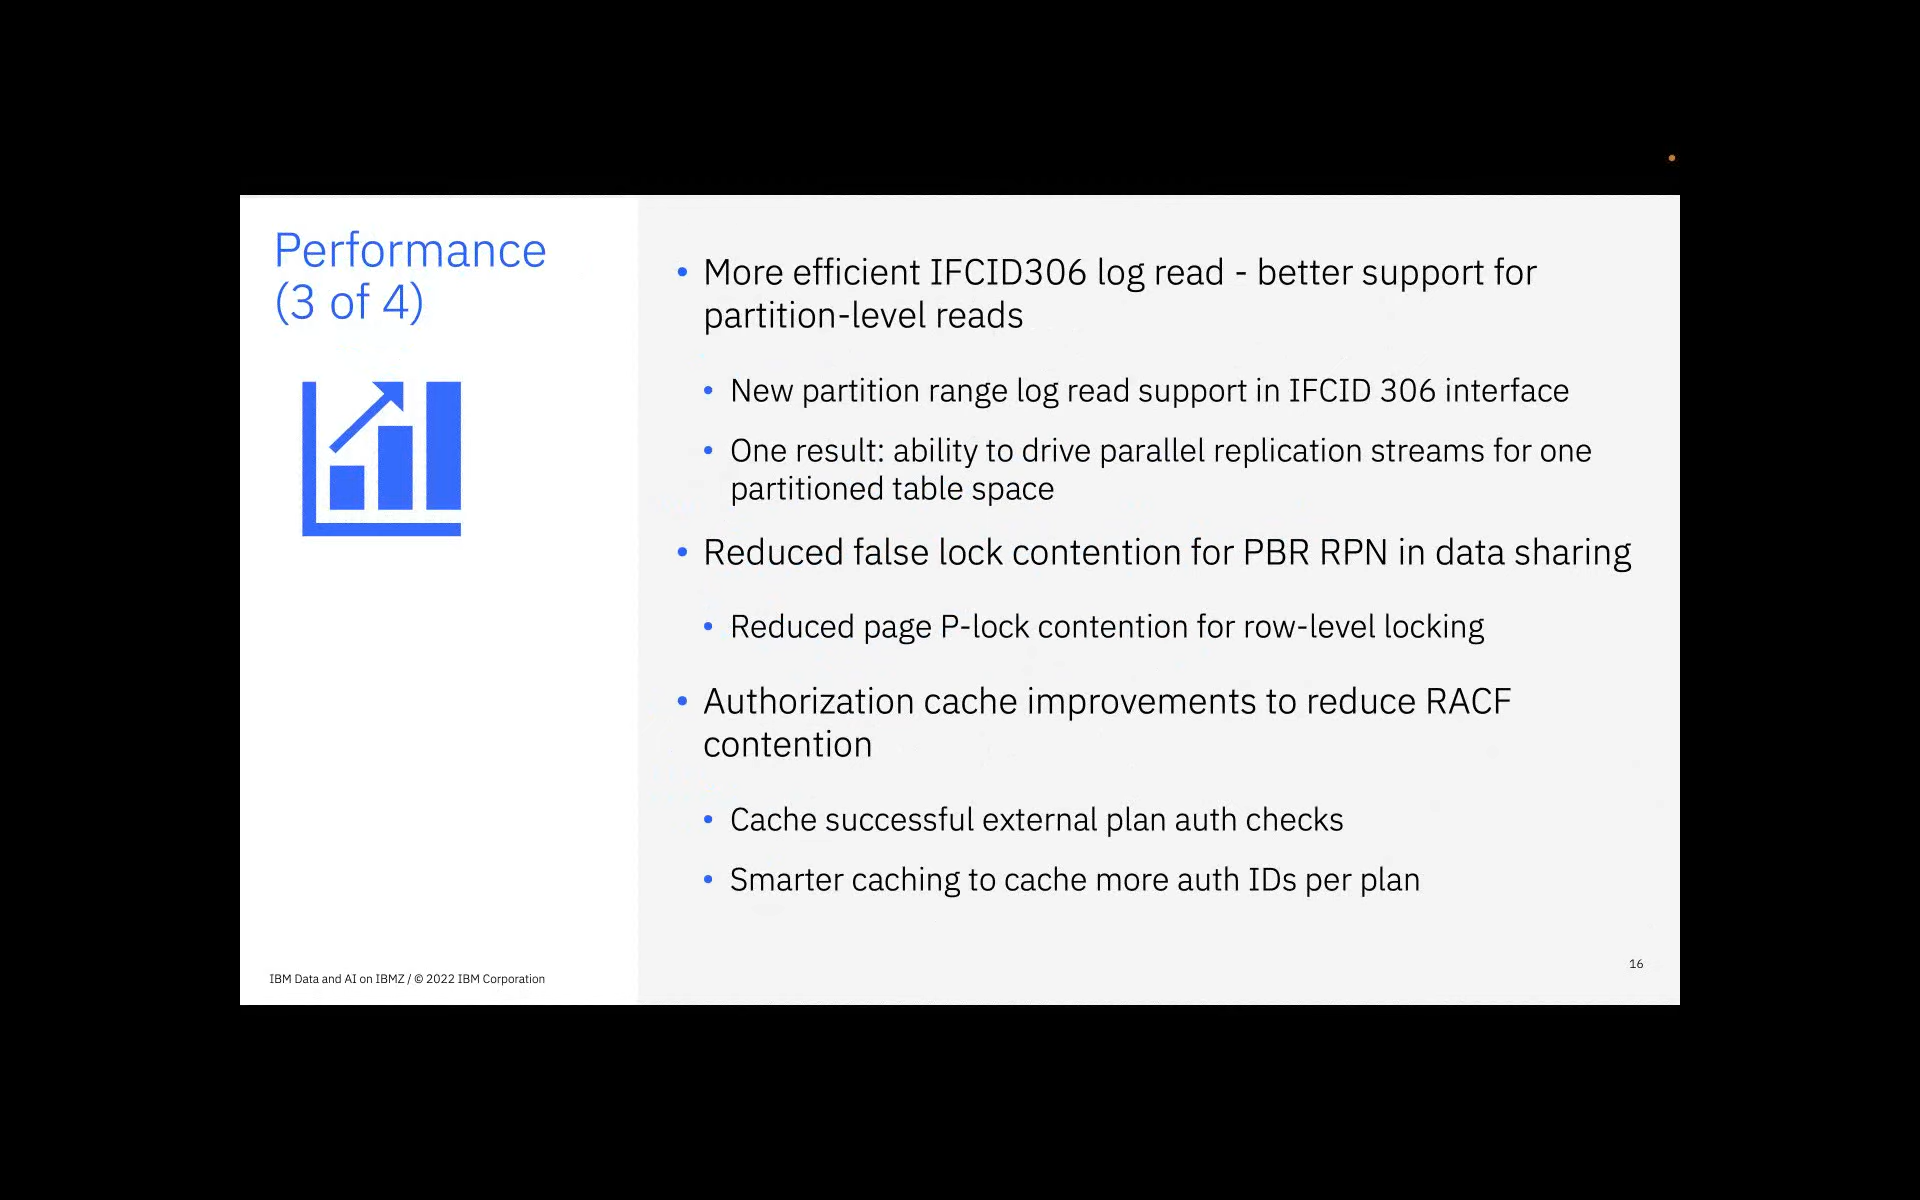 Performance
(3 of 4)
• More efficient IFCID306 log read - better support for
partition-level reads
• New partition range log read support in IFCID 306 interface
• One result: ability to drive parallel replication streams for one
partitioned table space
• Reduced false lock contention for PBR RPN in data sharing
• Reduced page P-lock contention for row-level locking
• Authorization cache improvements to reduce RACF
contention
• Cache successful external plan auth checks
• Smarter caching to cache more auth IDs per plan
IBM Data and AI on IBMZ / © 2022 IBM Corporation
16